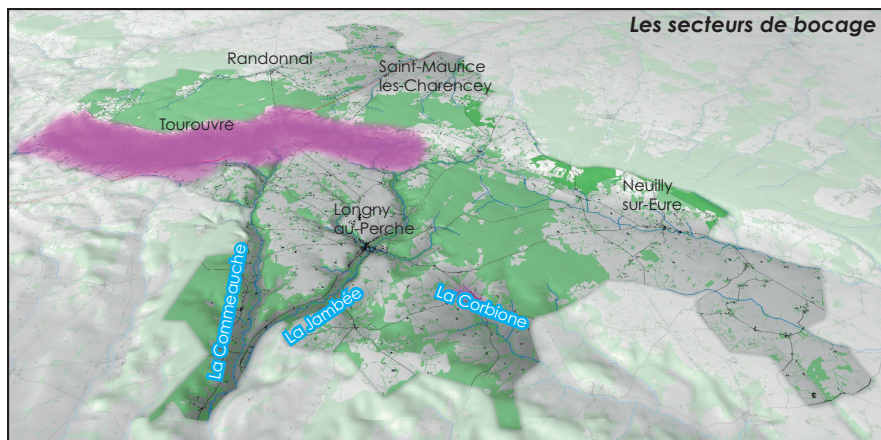 Les secteurs de bocage
Randonnai
Saint-Maurice
les-Charencey
Tourouvre
Neuilly
sur-Eure
Longny
au-Perche
La Commeauche
La Jambée
La Corbione